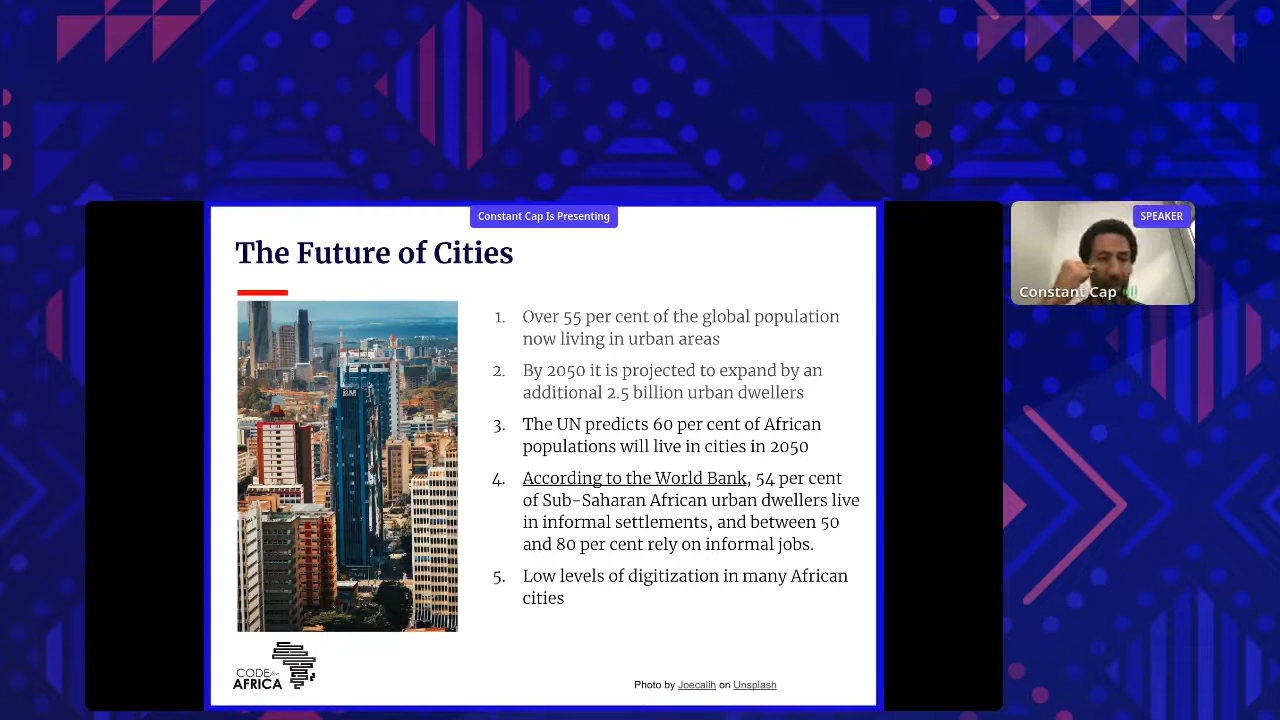 Constant Cap Is Presenting
SPEAKER
Constant Cap
The Future of Cities
1. Over 55 per cent of the global population
now living in urban areas
2. By 2050 it is projected to expand by an
additional 2.5 billion urban dwellers
3. The UN predicts 60 per cent of African
populations will live in cities in 2050
4. According to the World Bank, 54 per cent
of Sub-Saharan African urban dwellers live
in informal settlements, and between 50
and 80 per cent rely on informal jobs.
5. Low levels of digitization in many African
cities
CODE for
AFRICA
Photo by Joecalih on Unsplash